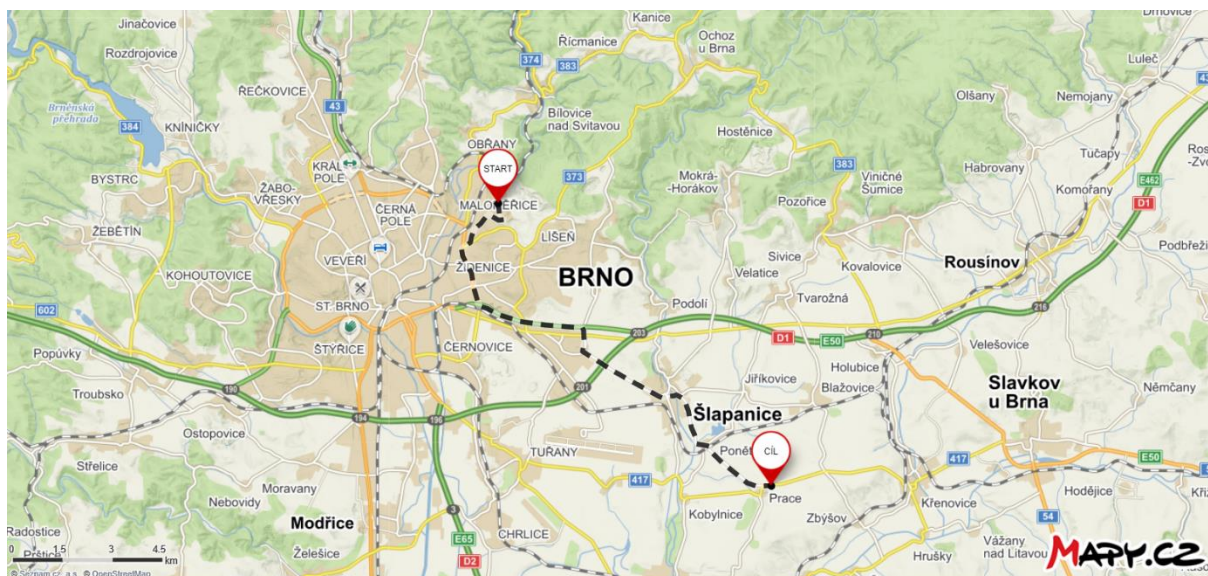 Jinačovice
Rozdrojovice
ŘEČKOVICE
43
Brněnská
přehrada
384
KNÍNIČKY
BYSTRC
ŽEBĚTÍN
KOHOUTOVICE
ŽABO-
VŘESKY
KRÁL.
POLE
ČERNÁ
POLE
VEVEŘÍ
ST. BRNO
ŠTÝŘICE
602
Popůvky
Troubsko
190
Ostopovice
194
196
Střelice
Nebovidy
Moravany
Modřice
Želešice
Radostice
Prštice
Kanice
Řícmanice
374
383
Ochoz
u Brna
Bílovice
nad Svitavou
OBŘANY
START
MALOMĚŘICE
373
LÍŠEŇ
ŽIDENICE
BRNO
ČERNOVICE
201
203
TUŘANY
CHRLICE
3
E65
D2
417
Hostěnice
Mokrá-
-Horákov
Pozořice
383
Viničné
Šumice
Sivice
Velatice
Kovalovice
Tvarožná
Podolí
D1
E50
210
Holubice
Jiříkovice
Blažovice
Šlapanice
Poně
CÍL
Prace
Kobylnice
Zbýšov
Luleč
Nemojany
Olšany
Habrovany
Tučapy
Komořany
E462
D1
Podbřeži
Rousínov
216
Velešovice
Slavkov
u Brna
Němčany
417
E50
Křenovice
Hodějice
54
Vážany
nad Litavou
Hrušky
0 1.5 3 4.5
km
© Seznam.cz, a.s., © OpenStreetMap
MAPY.CZ